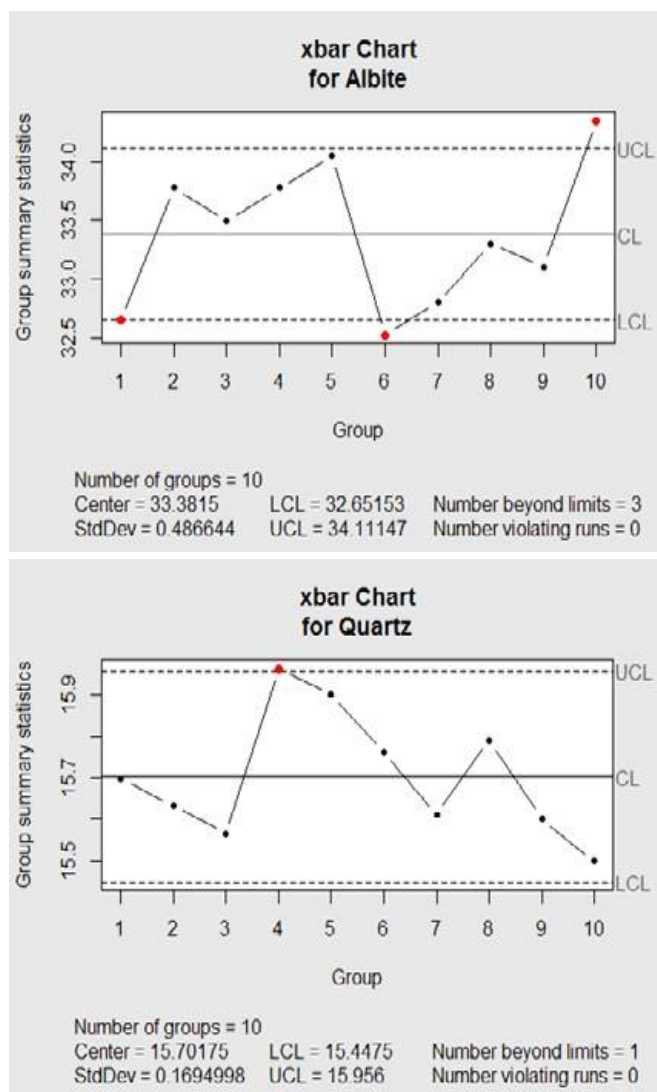 xbar Chart
for Albite
Group summary statistics
34.0
33.5
33.0
32.5
UCL
CL
LCL
1 2 3 4 5 6 7 8 9 10
Group
Number of groups = 10
Center = 33.3815 LCL = 32.65153 Number beyond limits = 3
StdDev = 0.486644 UCL = 34.11147 Number violating runs = 0
xbar Chart
for Quartz
Group summary statistics
15.9
15.7
15.5
UCL
CL
LCL
1 2 3 4 5 6 7 8 9 10
Group
Number of groups = 10
Center = 15.70175 LCL = 15.4475 Number beyond limits = 1
StdDev = 0.1694998 UCL = 15.956 Number violating runs = 0